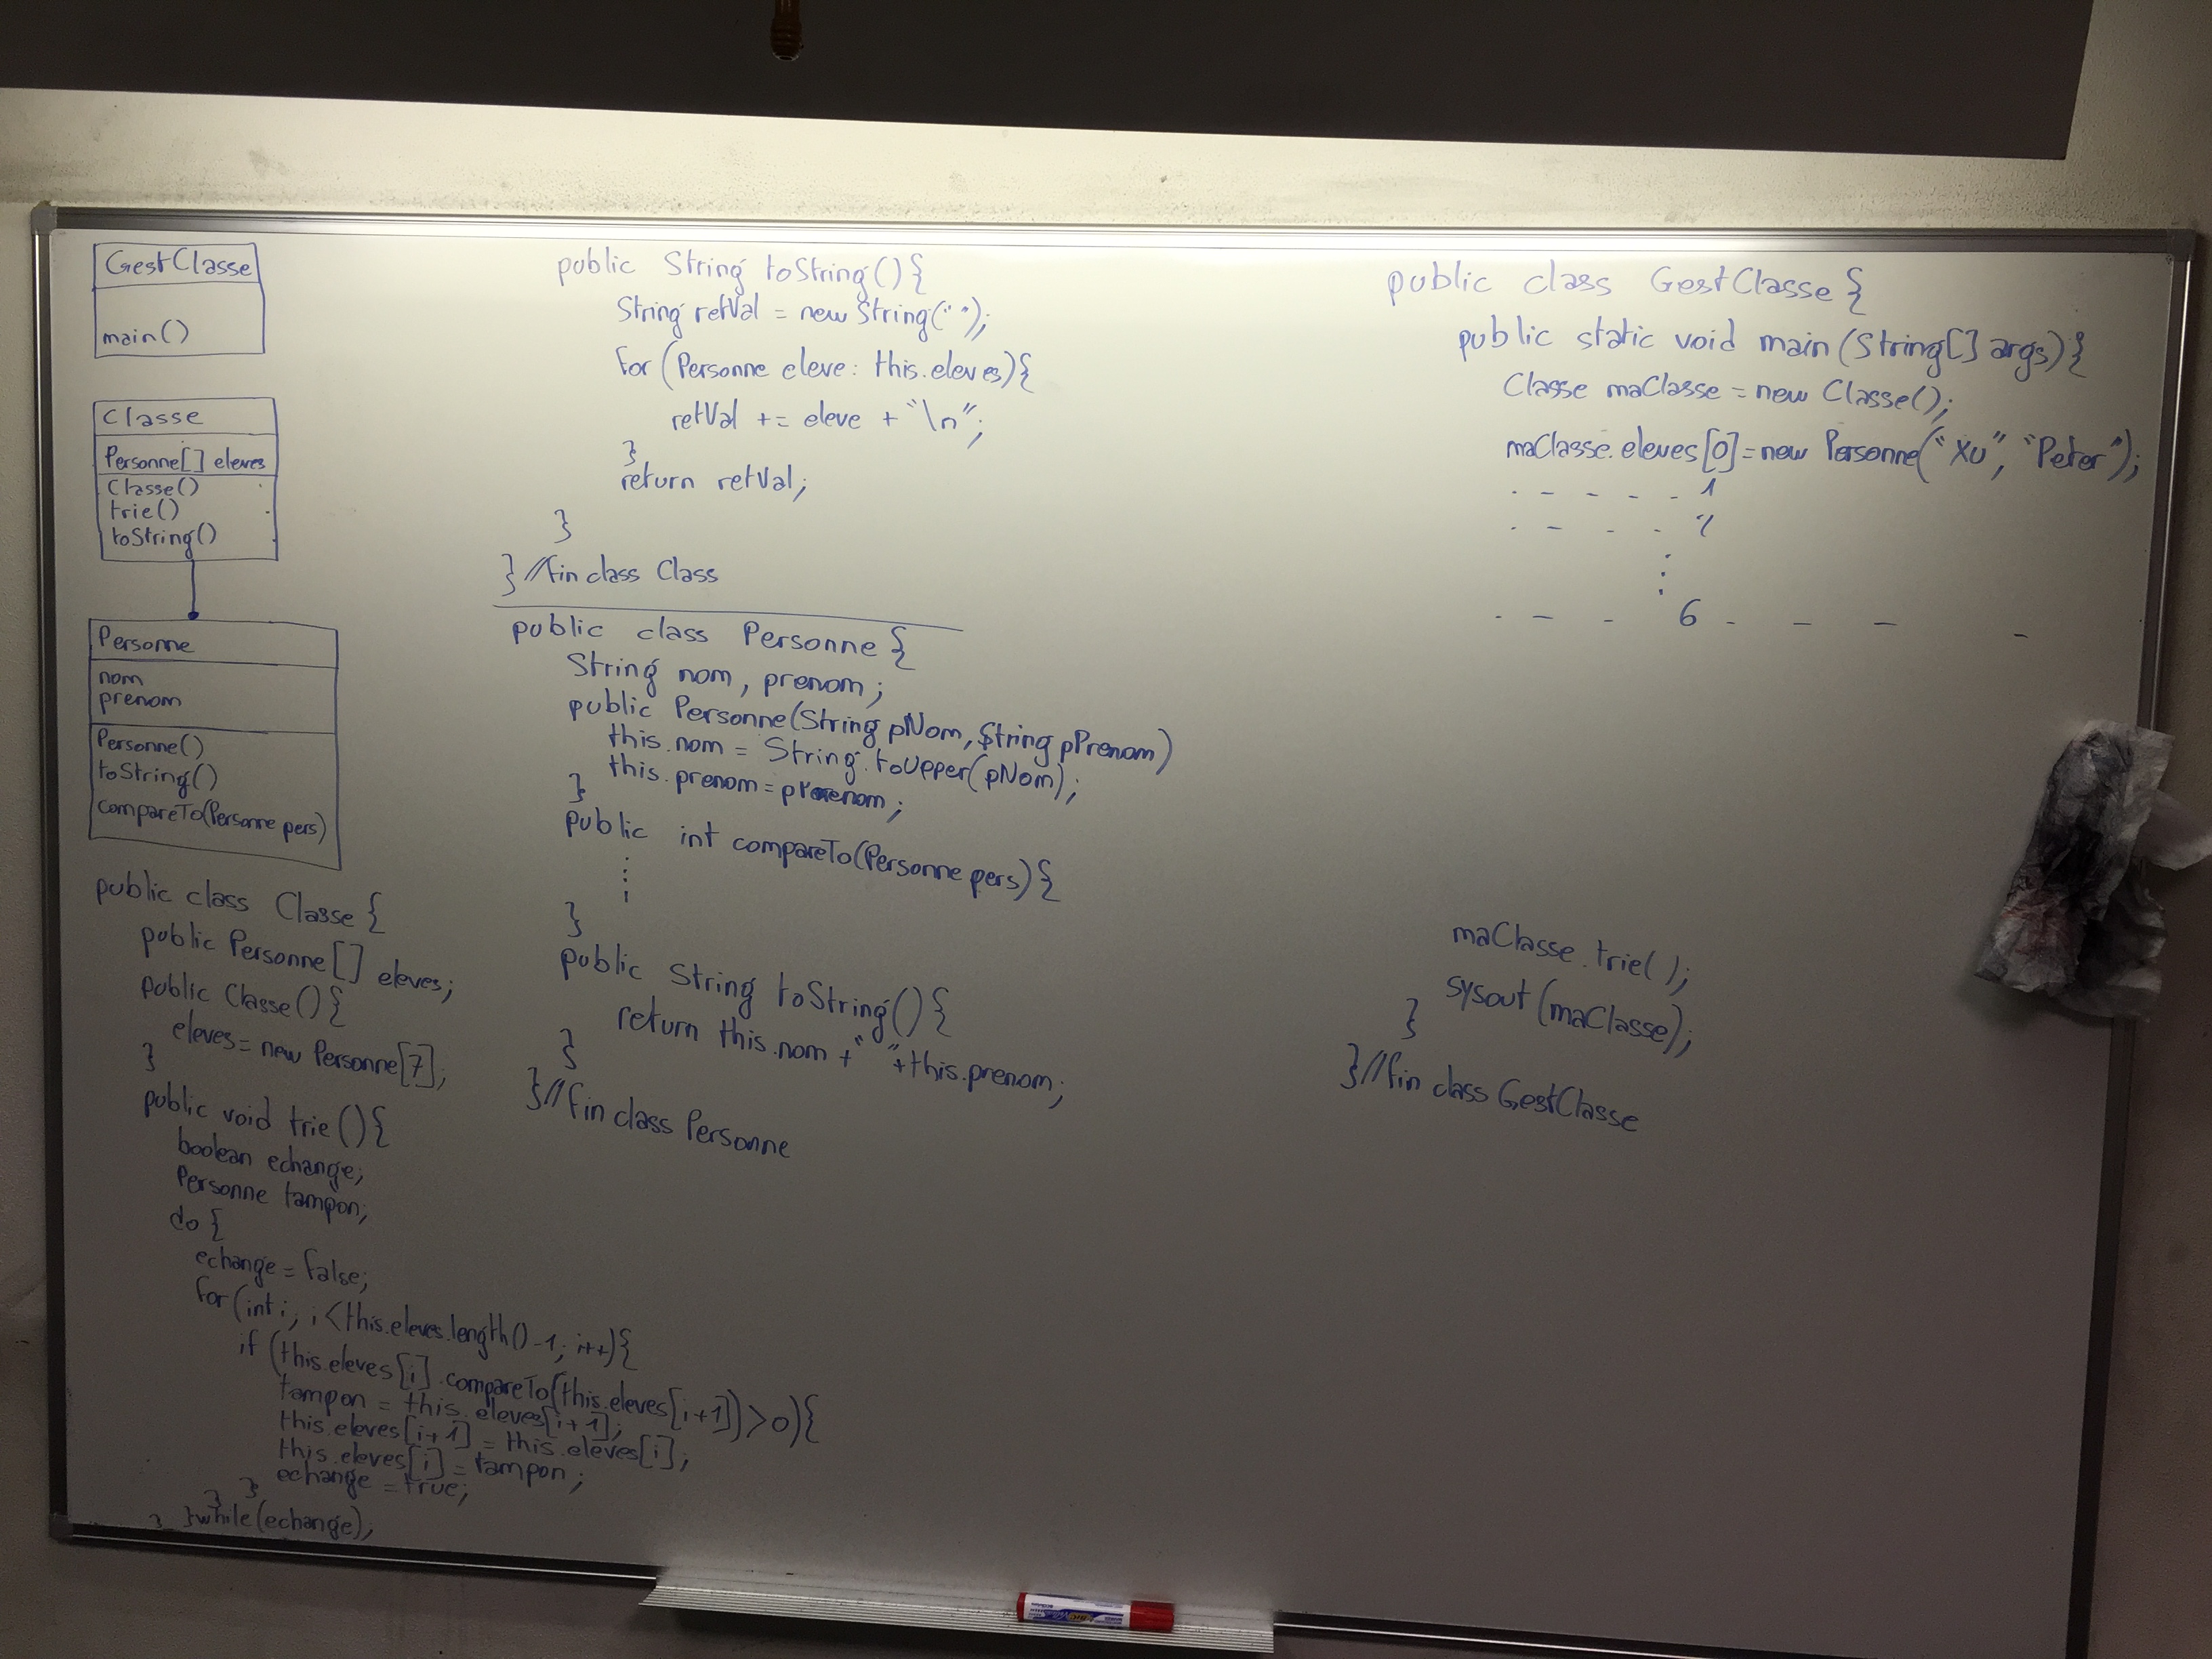 GestClasse
main()
Classe
Personne[] eleves
Classe()
trie()
toString()
Personne
nom
prenom
Personne()
toString()
compareTo(Personne pers)
public class Classe {
public Personne[] eleves;
public Classe(){
eleves = new Personne[7];
}
public void trie(){
boolean echange;
Personne tampon;
do {
echange = false;
for (int i; i < this.eleves.length()-1; i++){
if (this.eleves[i].compareTo(this.eleves[i+1])>0){
tampon = this.eleves[i+1];
this.eleves[i+1] = this.eleves[i];
this.eleves[i] = tampon;
echange = true;
} }
} }while(echange);
public String toString(){
String retVal = new String("");
for (Personne eleve: this.eleves){
retVal += eleve + "\n";
}
return retVal;
}
} //fin class Class
public class Personne {
String nom, prenom;
public Personne(String pNom, String pPrenom)
this.nom = String.toUpper(pNom);
this.prenom = pPrenom;
}
public int compareTo(Personne pers){
}
public String toString(){
return this.nom + " " + this.prenom;
}
}//fin class Personne
public class GestClasse {
public static void main(String[] args){
Classe maClasse = new Classe();
maClasse.eleves[0]=new Personne("XU", "Peter");
. - - - - 1
. - - - 2
. - - 6 - - - -
maClasse.trie();
sysout(maClasse);
}
}//fin class GestClasse